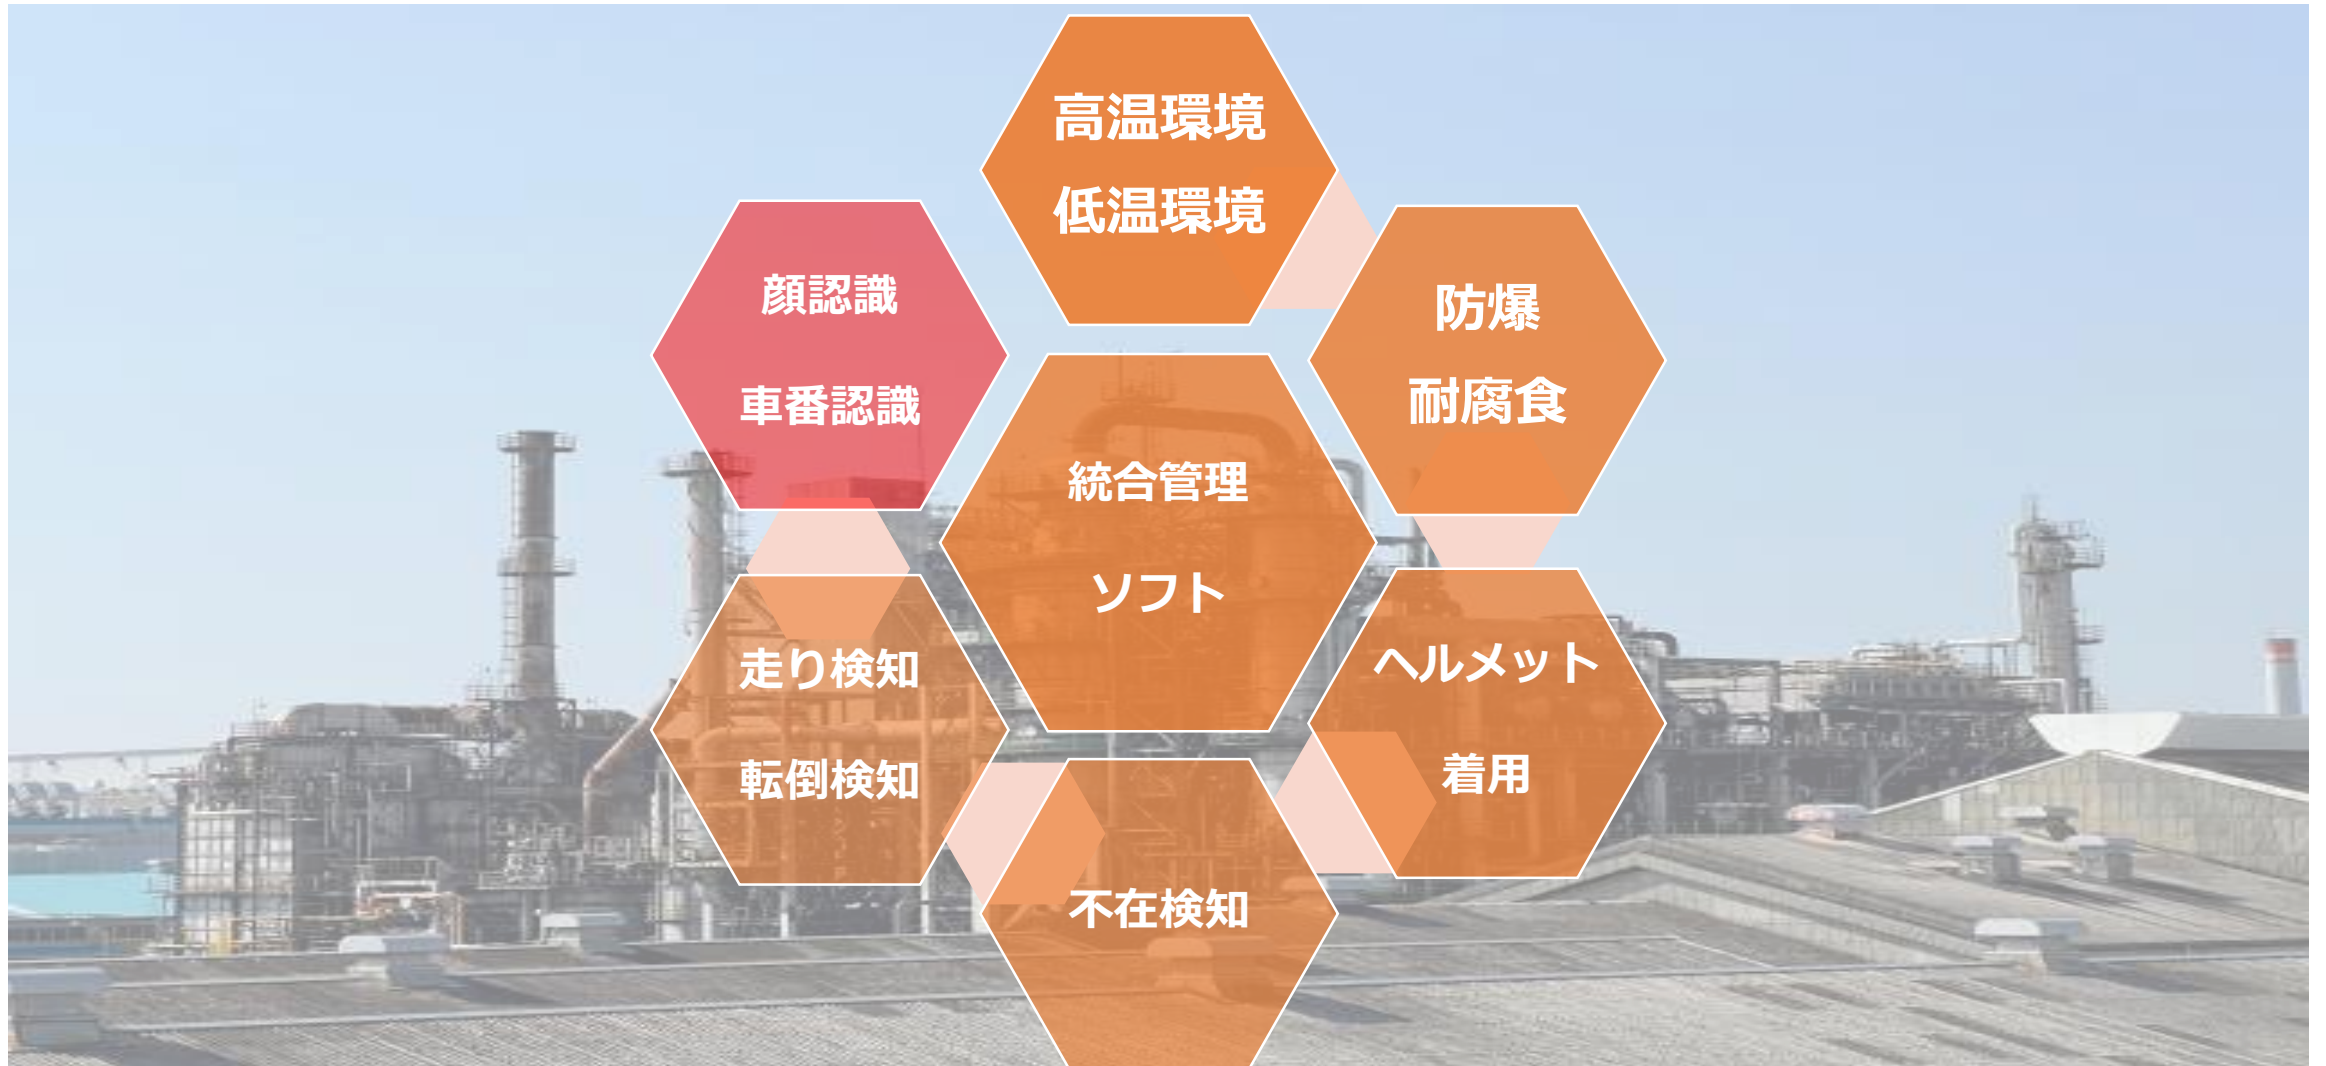 高温環境
低温環境
顔認識
車番認識
防爆
耐腐食
統合管理
ソフト
走り検知
転倒検知
ヘルメット
着用
不在検知